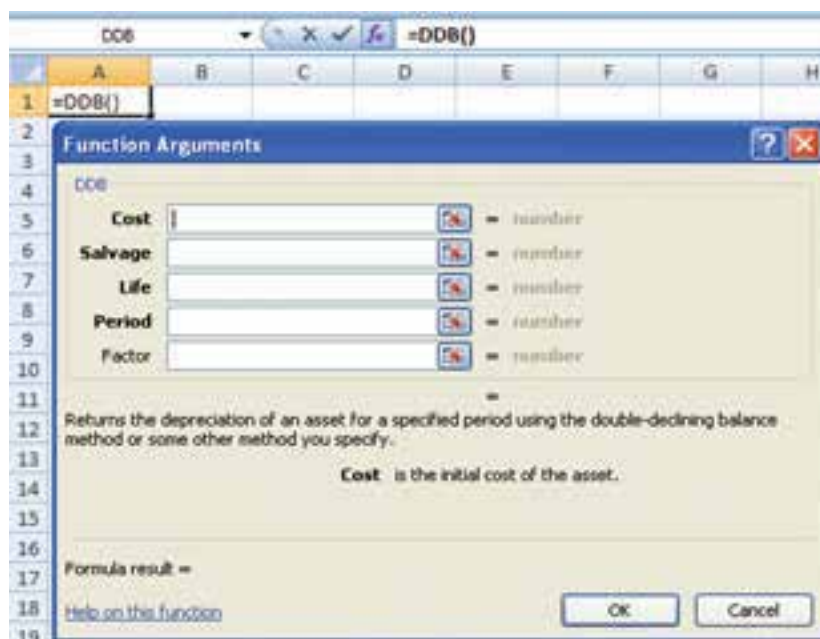 DDB =DDB()
A B C D E F G H
1 =DDB()
2
3
4
5
6
7
8
9
10
11
12
13
14
15
16
17
18
19
Function Arguments ?
DDB
Cost = number
Salvage = number
Life = number
Period = number
Factor = number
=
Returns the depreciation of an asset for a specified period using the double-declining balance
method or some other method you specify.
Cost is the initial cost of the asset.
Formula result =
Help on this function OK Cancel